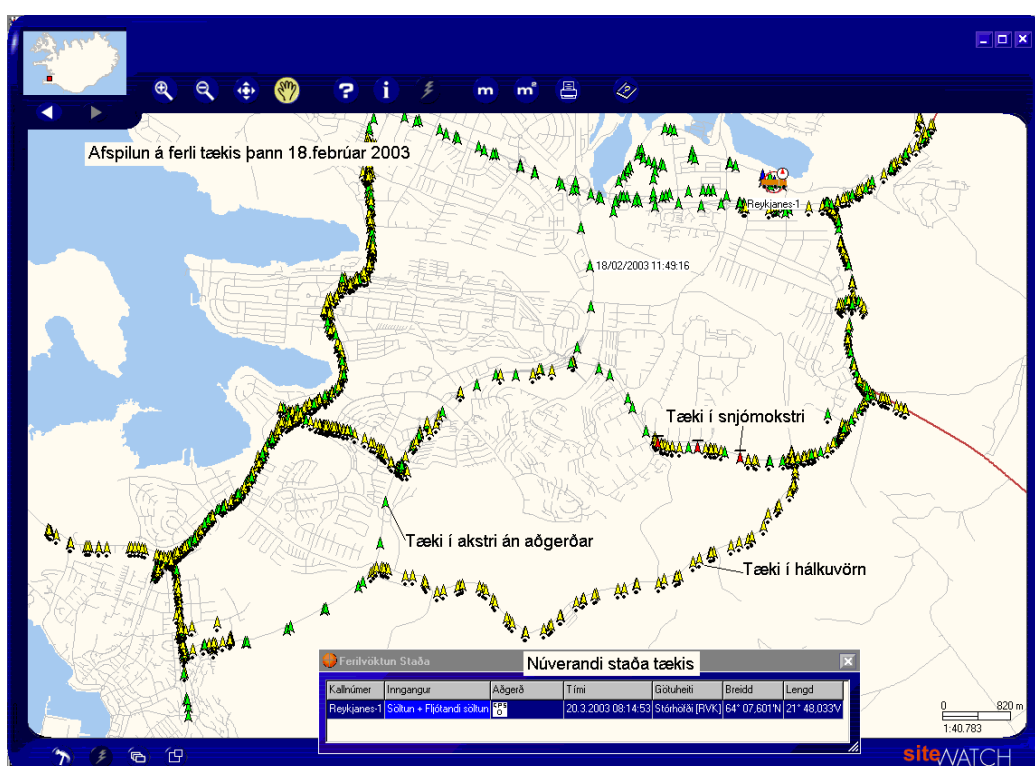 ? i m m²
Afspilun á ferli tækis þann 18.febrúar 2003
Reykjanes-1
18/02/2003 11:49:16
Tæki í snjómokstri
Tæki í akstri án aðgerðar
Tæki í hálkuvörn
Ferilvöktun Staða
Núverandi staða tækis
Kallnúmer Inngangur Aðgerð Tími Götuheiti Breidd Lengd
Reykjanes-1 Söltun + Fljótandi söltun 20.3.2003 08:14:53 Stórhöfði [RVK] 64° 07,601'N 21° 48,033'V
0 820 m
1:40.783
siteWATCH